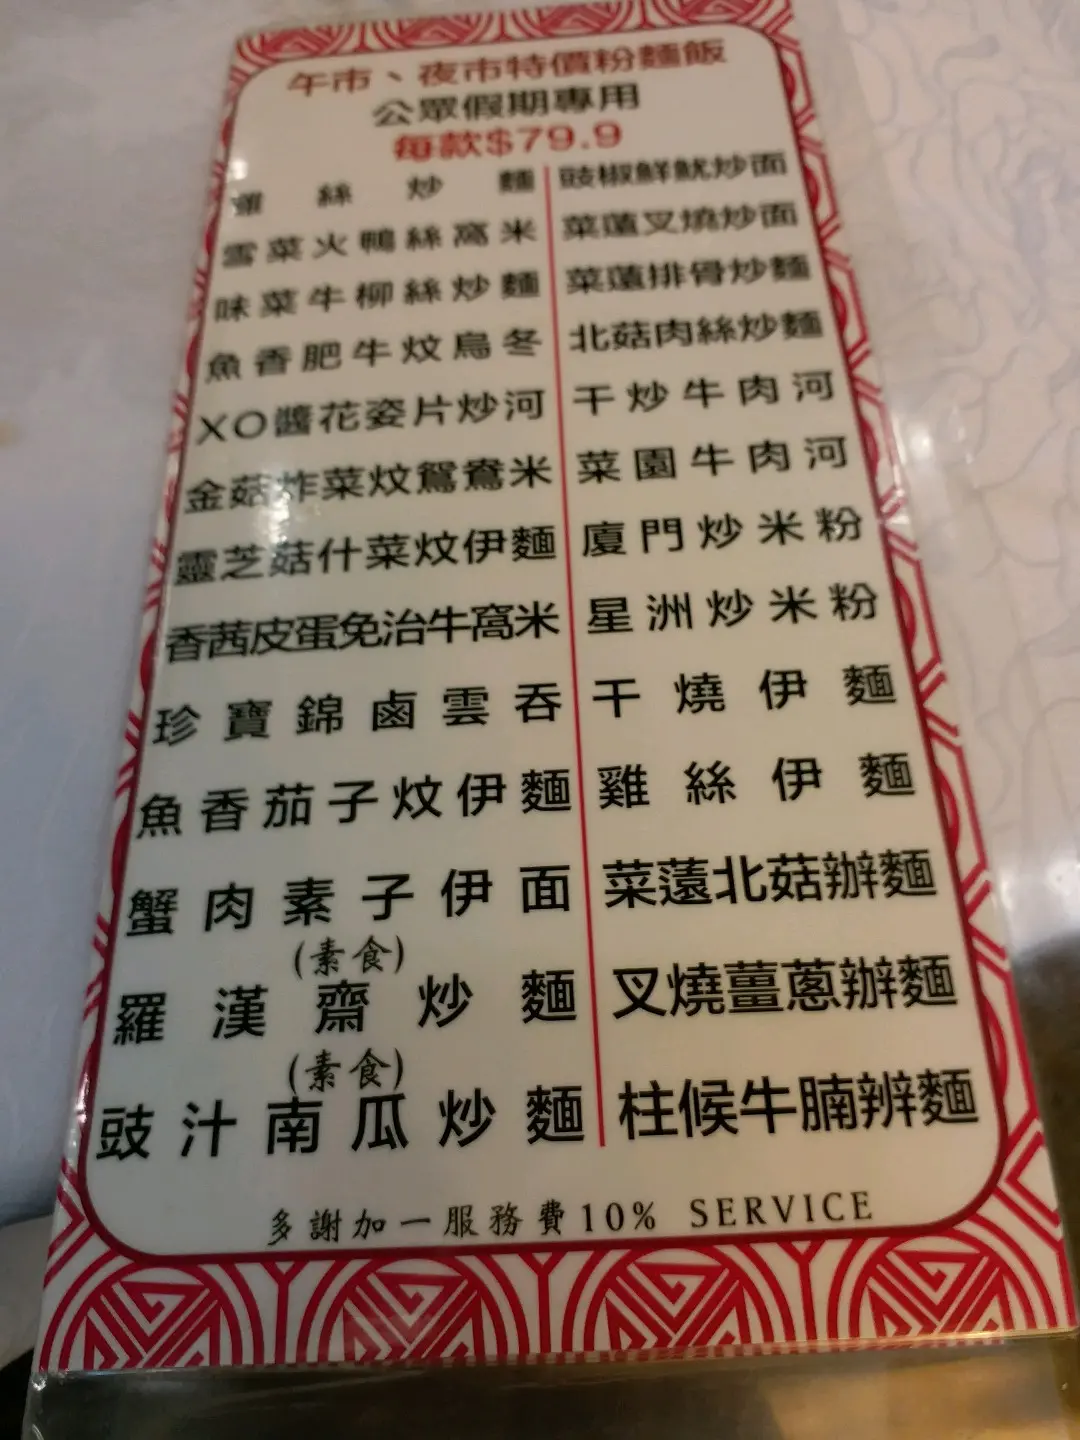 午市、夜市特價粉麵飯
公眾假期專用
每款$79.9
雞絲炒麵
雪菜火鴨絲窩米
味菜牛柳絲炒麵
魚香肥牛炆烏冬
XO醬花姿片炒河
金菇炸菜炆鴛鴦米
靈芝菇什菜炆伊麵
香茜皮蛋免治牛窩米
珍寶錦鹵雲吞
魚香茄子炆伊麵
蟹肉素子伊面
(素食)
羅漢齋炒麵
(素食)
豉汁南瓜炒麵
豉椒鮮魷炒面
菜薳叉燒炒面
菜薳排骨炒麵
北菇肉絲炒麵
干炒牛肉河
菜園牛肉河
廈門炒米粉
星洲炒米粉
干燒伊麵
雞絲伊麵
菜薳北菇辦麵
叉燒薑蔥辦麵
柱候牛腩辨麵
多謝加一服務費10% SERVICE